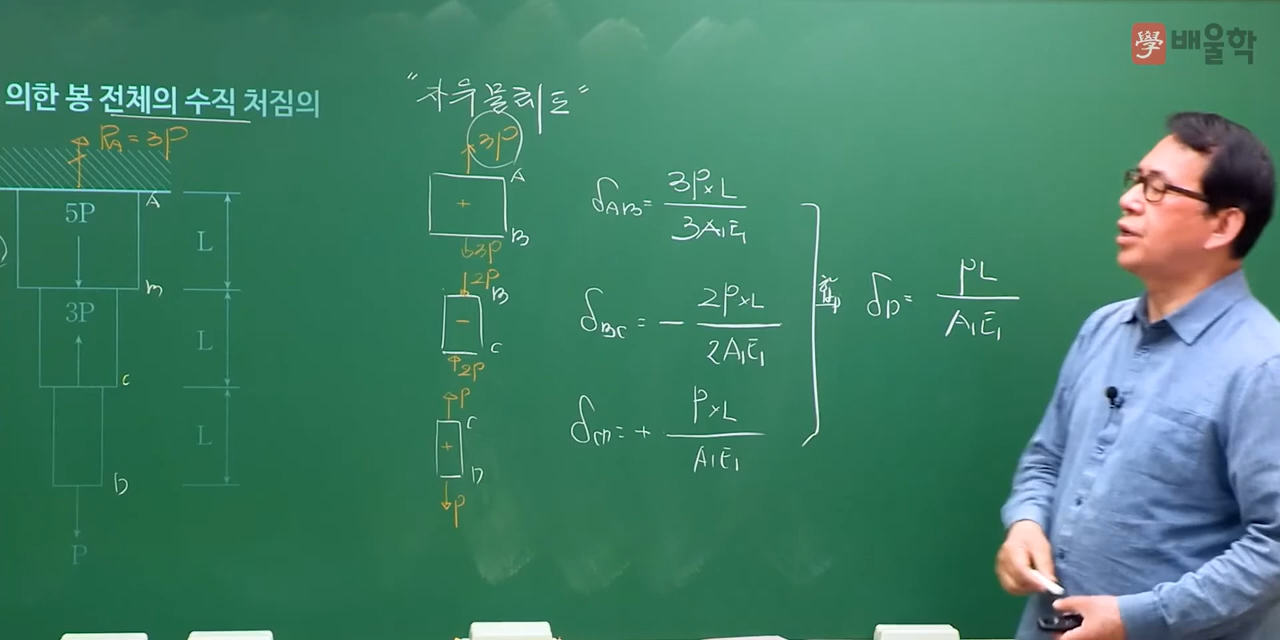 學 배울학
의한 봉 전체의 수직 처짐의
"자유물체도"
R_A = 3P
A
5P
L
B
3P
L
C
L
D
P
3P
A
+
B
3P
2P
B
-
C
2P
P
C
+
D
P
δ_AB = 3P×L / 3A₁E₁
δ_BC = - 2P×L / 2A₁E₁
δ_CD = + P×L / A₁E₁
δ_D = PL / A₁E₁